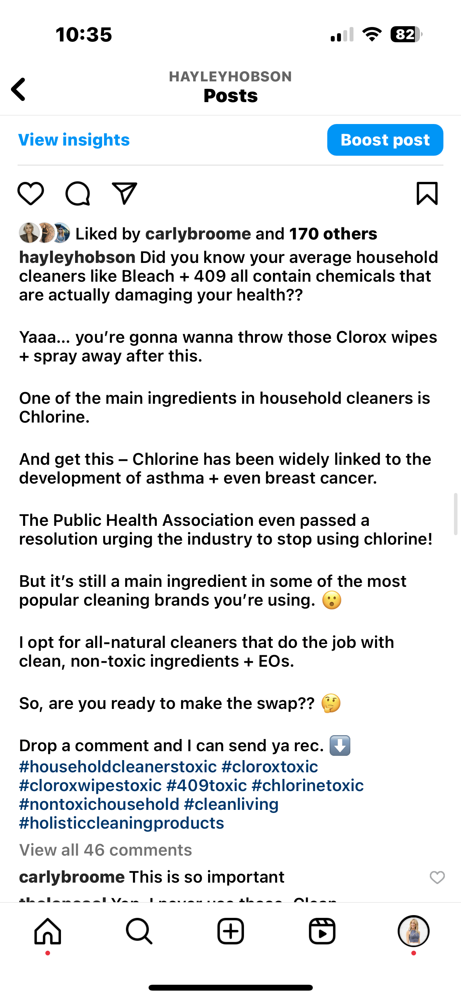 10:35
82
HAYLEYHOBSON
Posts
View insights
Boost post
Liked by carlybroome and 170 others
hayleyhobson Did you know your average household
cleaners like Bleach + 409 all contain chemicals that
are actually damaging your health??
Yaaa... you're gonna wanna throw those Clorox wipes
+ spray away after this.
One of the main ingredients in household cleaners is
Chlorine.
And get this – Chlorine has been widely linked to the
development of asthma + even breast cancer.
The Public Health Association even passed a
resolution urging the industry to stop using chlorine!
But it's still a main ingredient in some of the most
popular cleaning brands you're using. 😮
I opt for all-natural cleaners that do the job with
clean, non-toxic ingredients + EOs.
So, are you ready to make the swap?? 🤔
Drop a comment and I can send ya rec. ⬇️
#householdcleanerstoxic #cloroxtoxic
#cloroxwipestoxic #409toxic #chlorinetoxic
#nontoxichousehold #cleanliving
#holisticcleaningproducts
View all 46 comments
carlybroome This is so important
I never use these. Clean